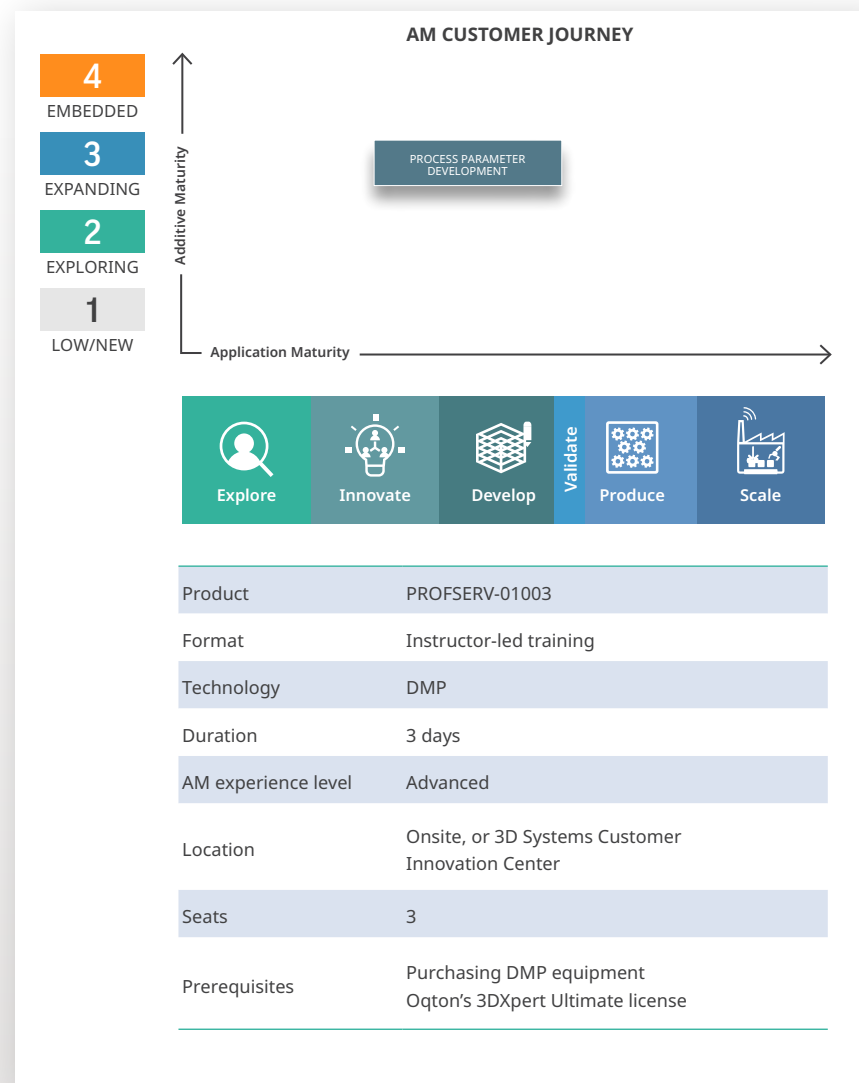 AM CUSTOMER JOURNEY
4
EMBEDDED
3
EXPANDING
2
EXPLORING
1
LOW/NEW
Additive Maturity
PROCESS PARAMETER
DEVELOPMENT
Application Maturity
Explore
Innovate
Develop
Validate
Produce
Scale
Product PROFSERV-01003
Format Instructor-led training
Technology DMP
Duration 3 days
AM experience level Advanced
Location Onsite, or 3D Systems Customer
Innovation Center
Seats 3
Prerequisites Purchasing DMP equipment
Oqton’s 3DXpert Ultimate license